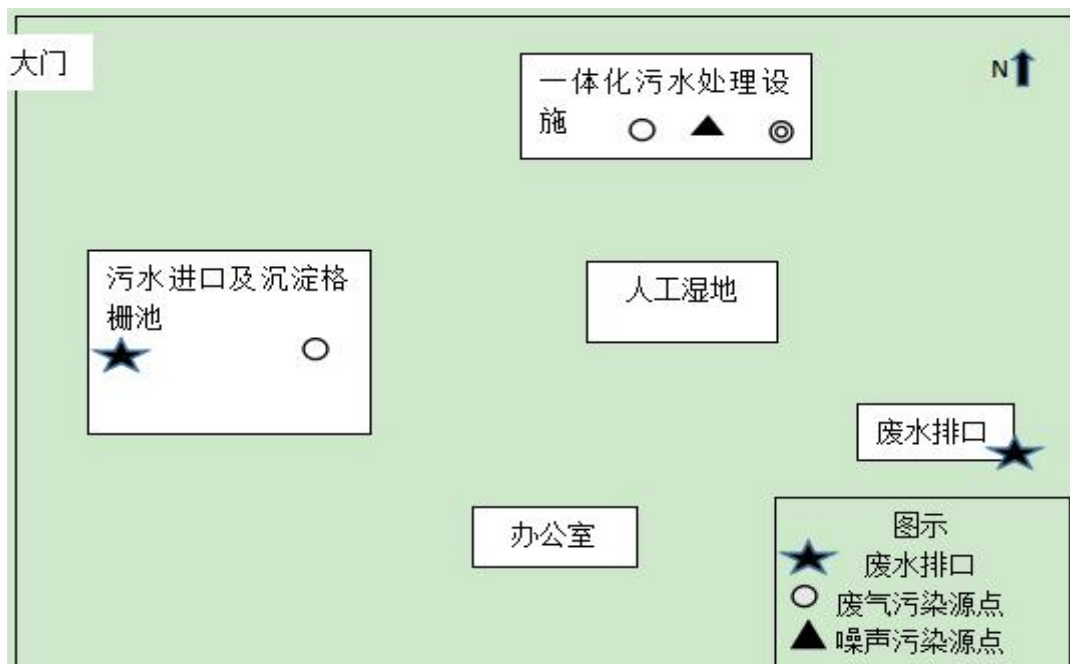 大门
一体化污水处理设
施
N
污水进口及沉淀格
栅池
人工湿地
废水排口
办公室
图示
废水排口
废气污染源点
噪声污染源点